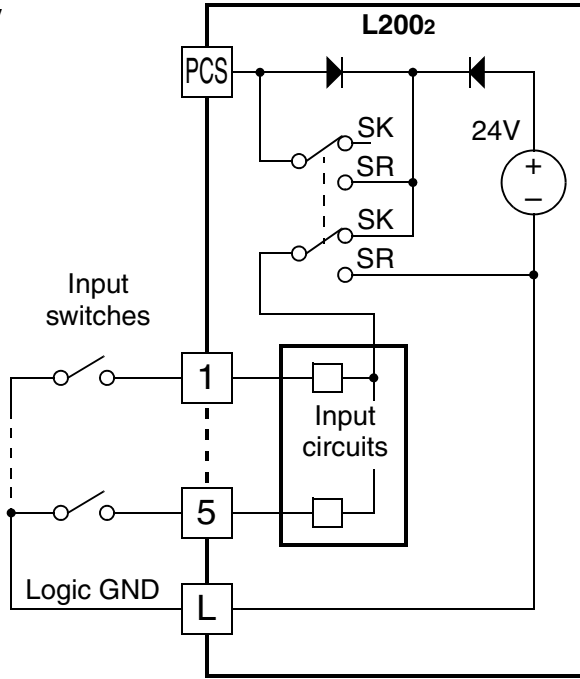 L2002
PCS
SK
24V
SR
+
–
SK
SR
Input
switches
1
Input
circuits
5
Logic GND
L